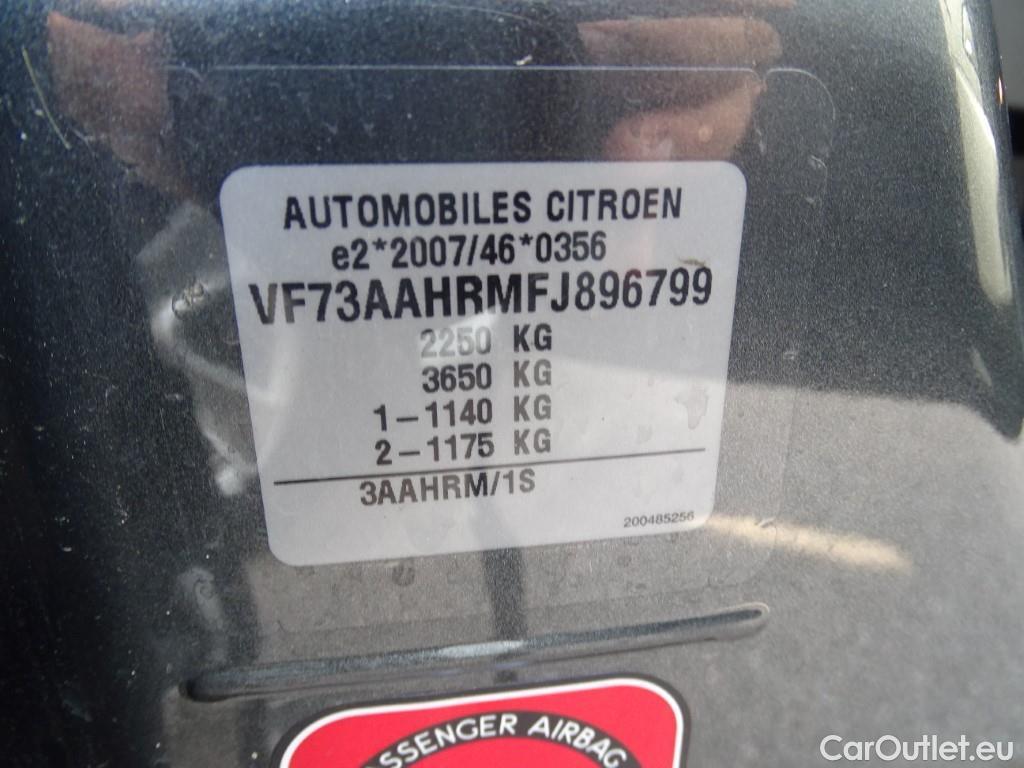 AUTOMOBILES CITROEN
e2*2007/46*0356
VF73AAHRMFJ896799
2250 KG
3650 KG
1-1140 KG
2-1175 KG
3AAHRM/1S
200485256
AIRBAG
CarOutlet.eu